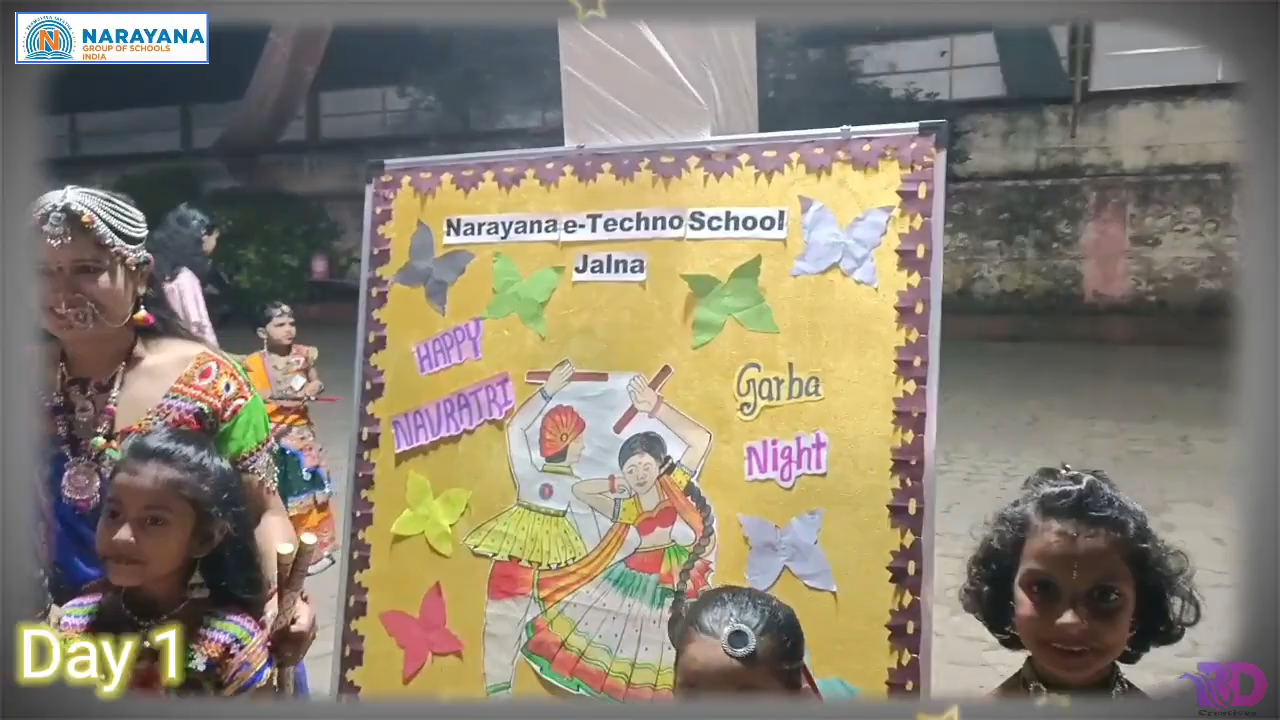 NARAYANA
GROUP OF SCHOOLS
INDIA
Narayana e-Techno School
Jalna
HAPPY
NAVRATRI
Garba
Night
Day 1